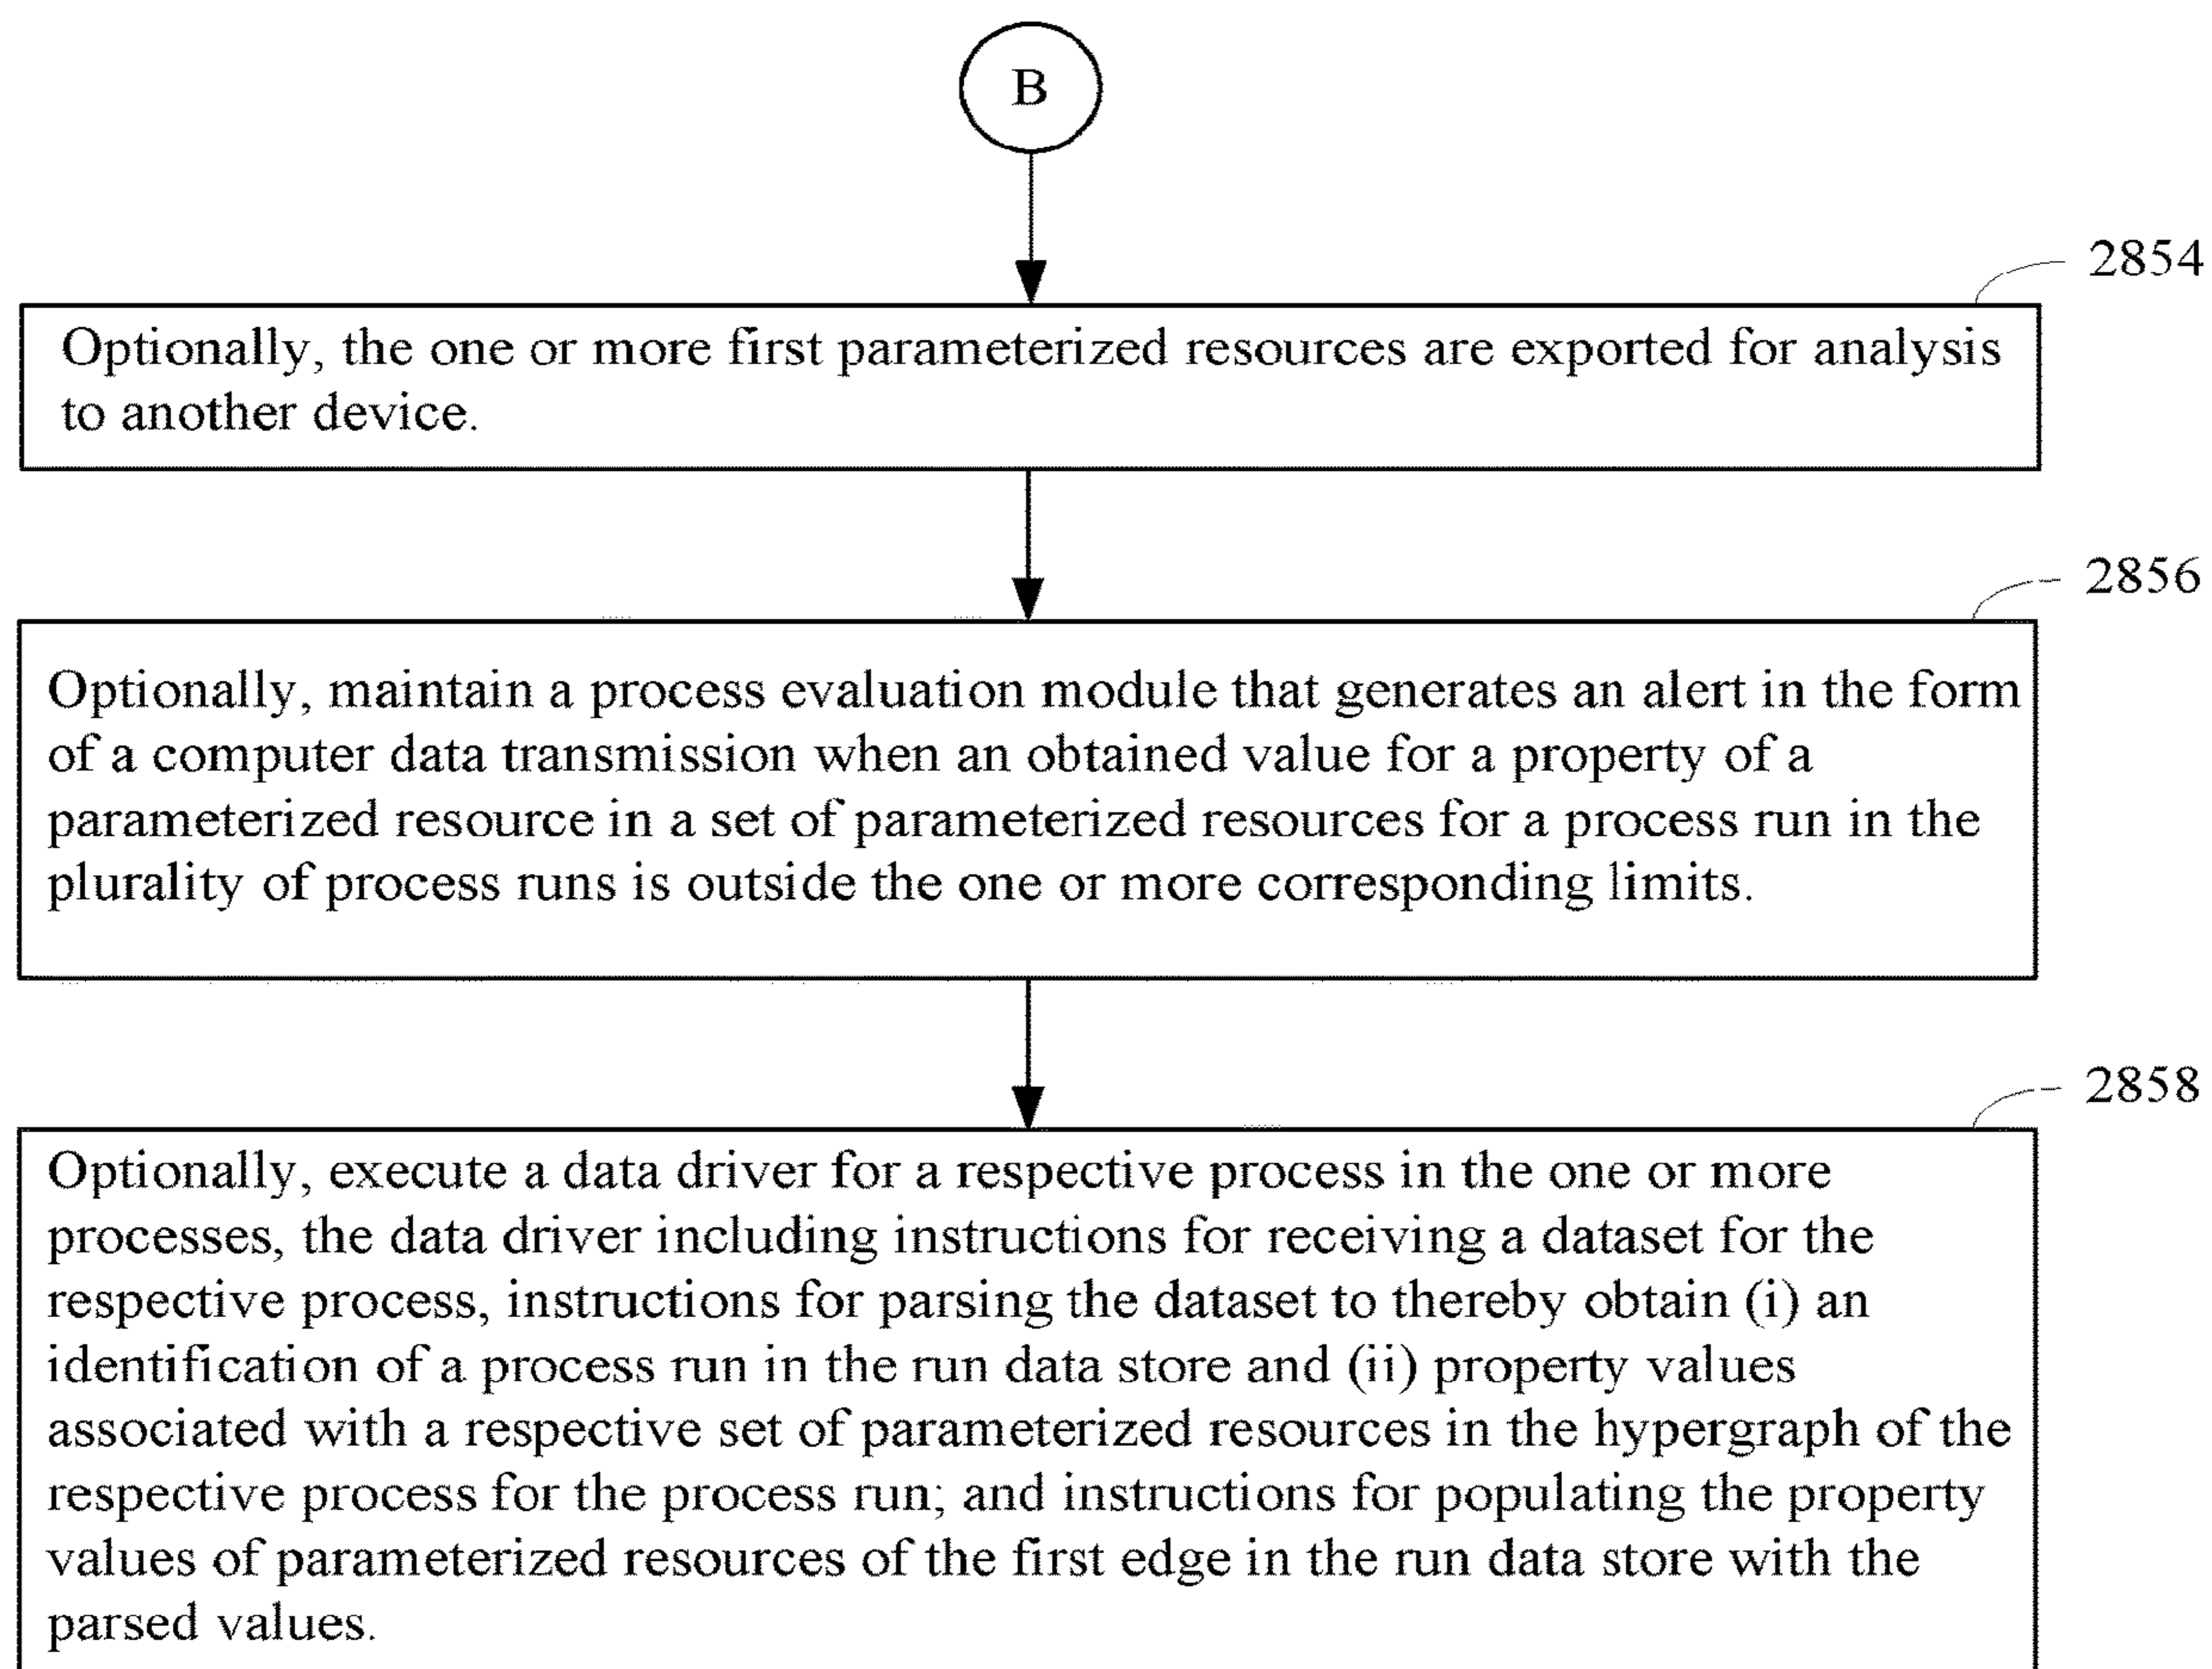 B
2854
Optionally, the one or more first parameterized resources are exported for analysis
to another device.
2856
Optionally, maintain a process evaluation module that generates an alert in the form
of a computer data transmission when an obtained value for a property of a
parameterized resource in a set of parameterized resources for a process run in the
plurality of process runs is outside the one or more corresponding limits.
2858
Optionally, execute a data driver for a respective process in the one or more
processes, the data driver including instructions for receiving a dataset for the
respective process, instructions for parsing the dataset to thereby obtain (i) an
identification of a process run in the run data store and (ii) property values
associated with a respective set of parameterized resources in the hypergraph of the
respective process for the process run; and instructions for populating the property
values of parameterized resources of the first edge in the run data store with the
parsed values.